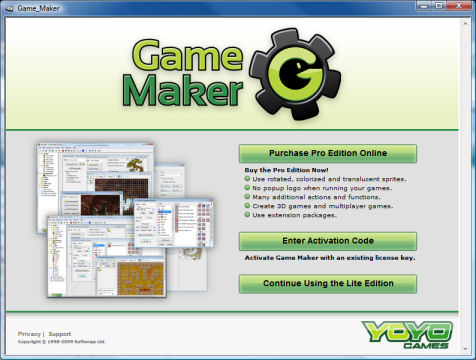 Game_Maker
Game
Maker
Purchase Pro Edition Online
Buy the Pro Edition Now!
Use rotated, colorized and translucent sprites.
No popup logo when running your games.
Many additional actions and functions.
Create 3D games and multiplayer games.
Use extension packages.
Enter Activation Code
Activate Game Maker with an existing license key.
Continue Using the Lite Edition
Privacy | Support
Copyright © 1998-2009 Softwrap Ltd.
YOYO
GAMES